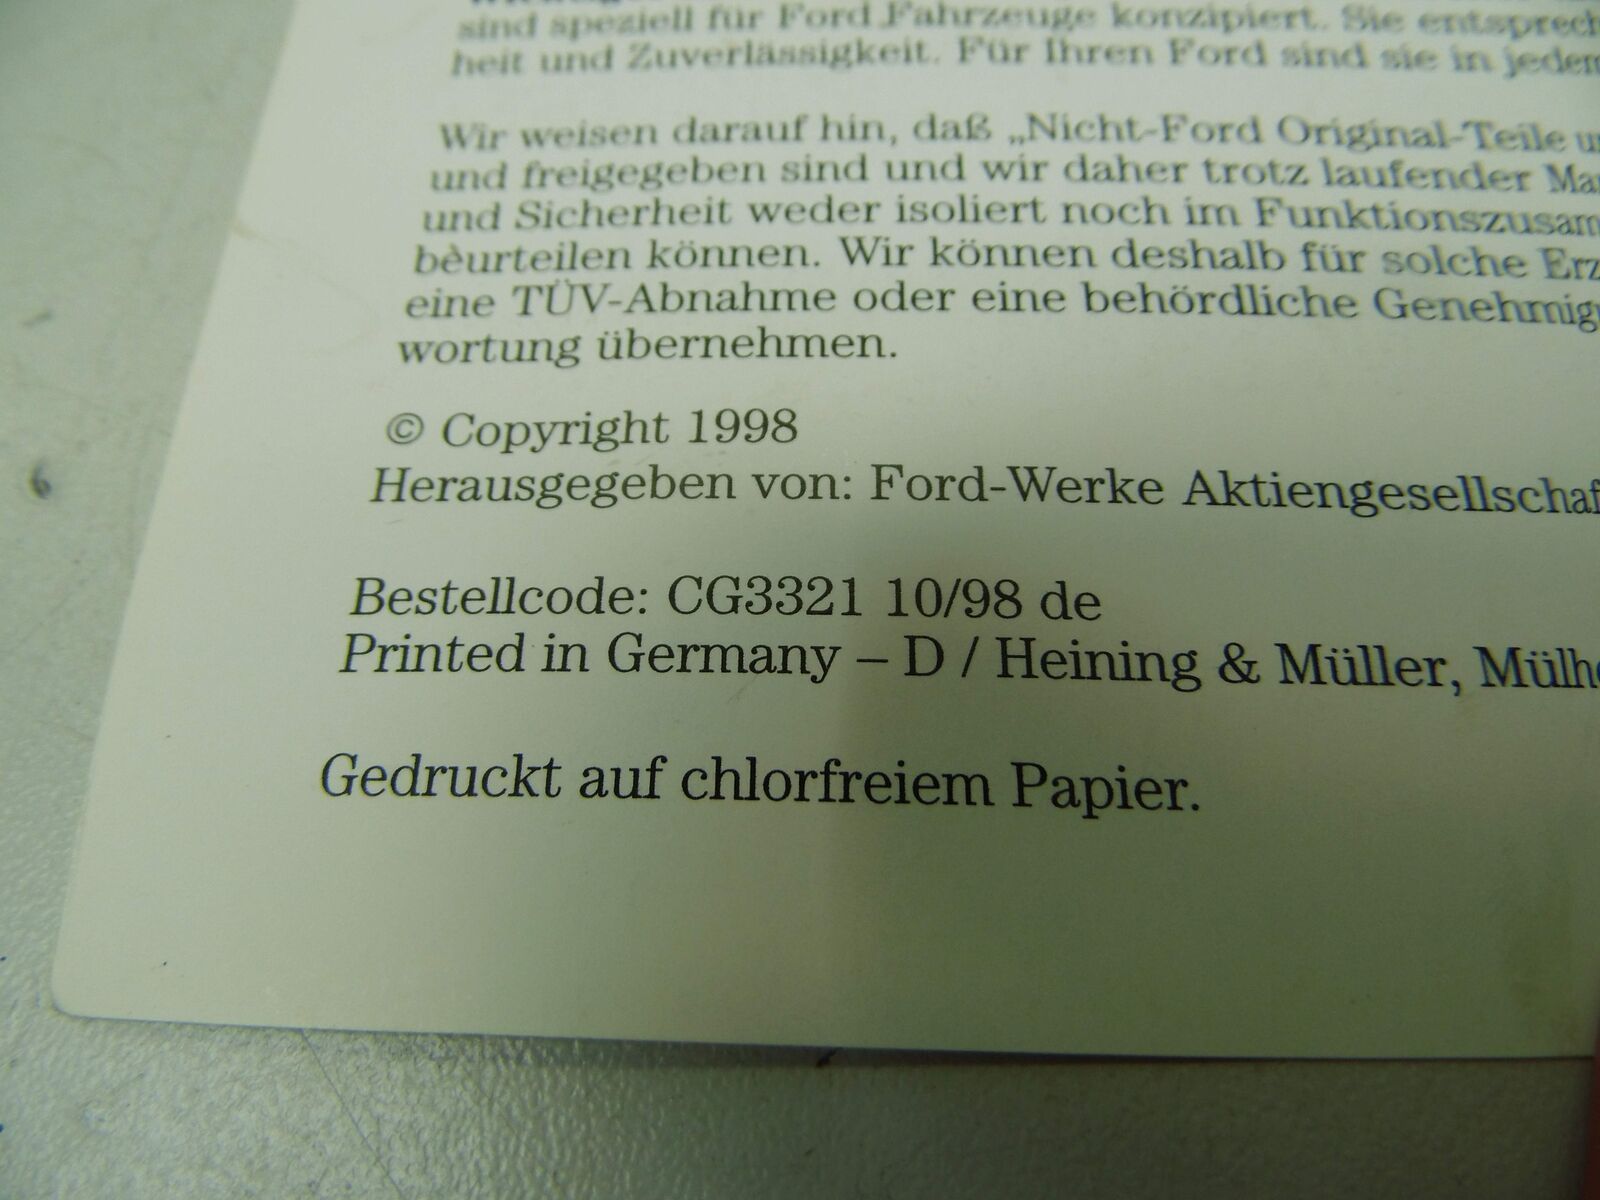 sind speziell für Ford Fahrzeuge konzipiert. Sie entsprech
heit und Zuverlässigkeit. Für Ihren Ford sind sie in jedem
Wir weisen darauf hin, daß „Nicht-Ford Original-Teile u
und freigegeben sind und wir daher trotz laufender Mar
und Sicherheit weder isoliert noch im Funktionszusam
beurteilen können. Wir können deshalb für solche Erz
eine TÜV-Abnahme oder eine behördliche Genehmig
wortung übernehmen.
© Copyright 1998
Herausgegeben von: Ford-Werke Aktiengesellschaf
Bestellcode: CG3321 10/98 de
Printed in Germany – D / Heining & Müller, Mülhe
Gedruckt auf chlorfreiem Papier.